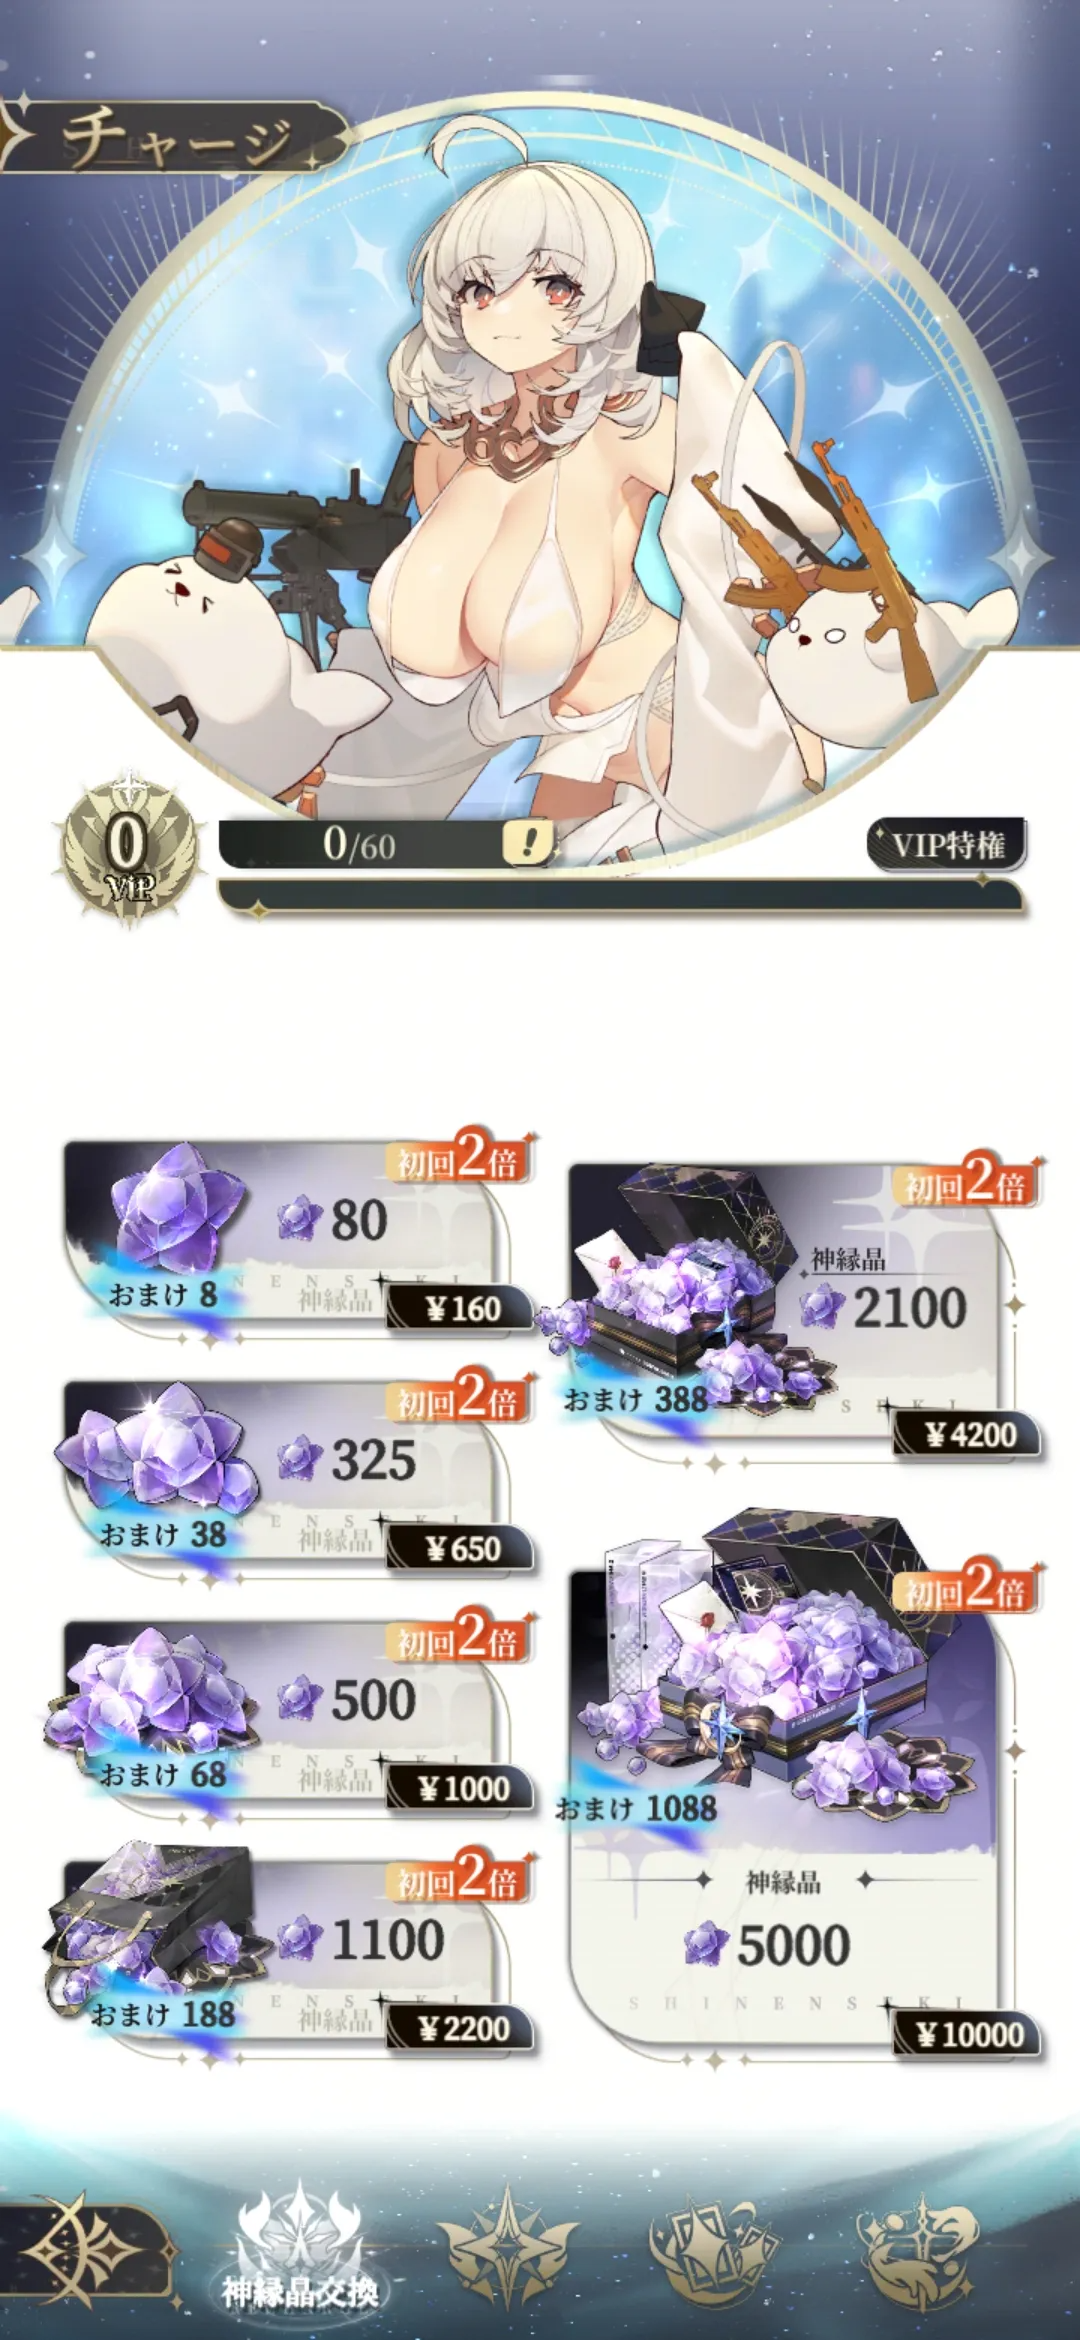 チャージ
0
ViP
0/60
!
VIP特権
初回2倍
80
おまけ 8
神縁晶
¥160
初回2倍
325
おまけ 38
神縁晶
¥650
初回2倍
500
おまけ 68
神縁晶
¥1000
初回2倍
1100
おまけ 188
神縁晶
¥2200
初回2倍
神縁晶
2100
おまけ 388
¥4200
初回2倍
おまけ 1088
神縁晶
5000
SHINENSEKI
¥10000
神縁晶交換